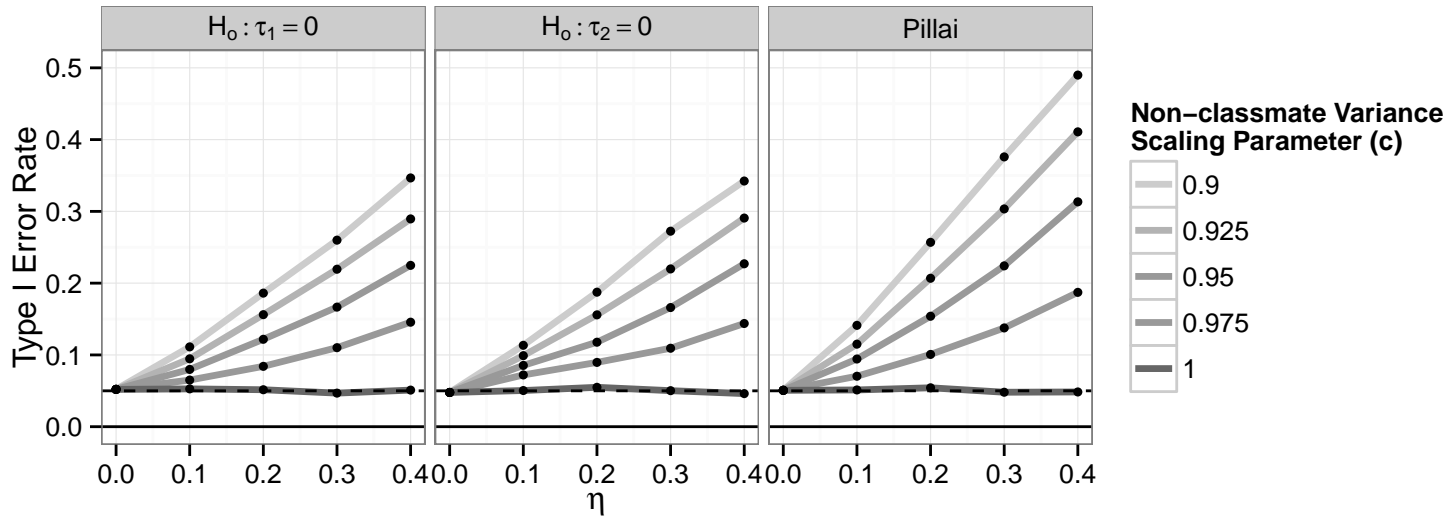 Hₒ : τ₁ = 0
Hₒ : τ₂ = 0
Pillai
Type I Error Rate
0.5
0.4
0.3
0.2
0.1
0.0
0.0 0.1 0.2 0.3 0.4
0.0 0.1 0.2 0.3 0.4
0.0 0.1 0.2 0.3 0.4
η
Non−classmate Variance
Scaling Parameter (c)
0.9
0.925
0.95
0.975
1